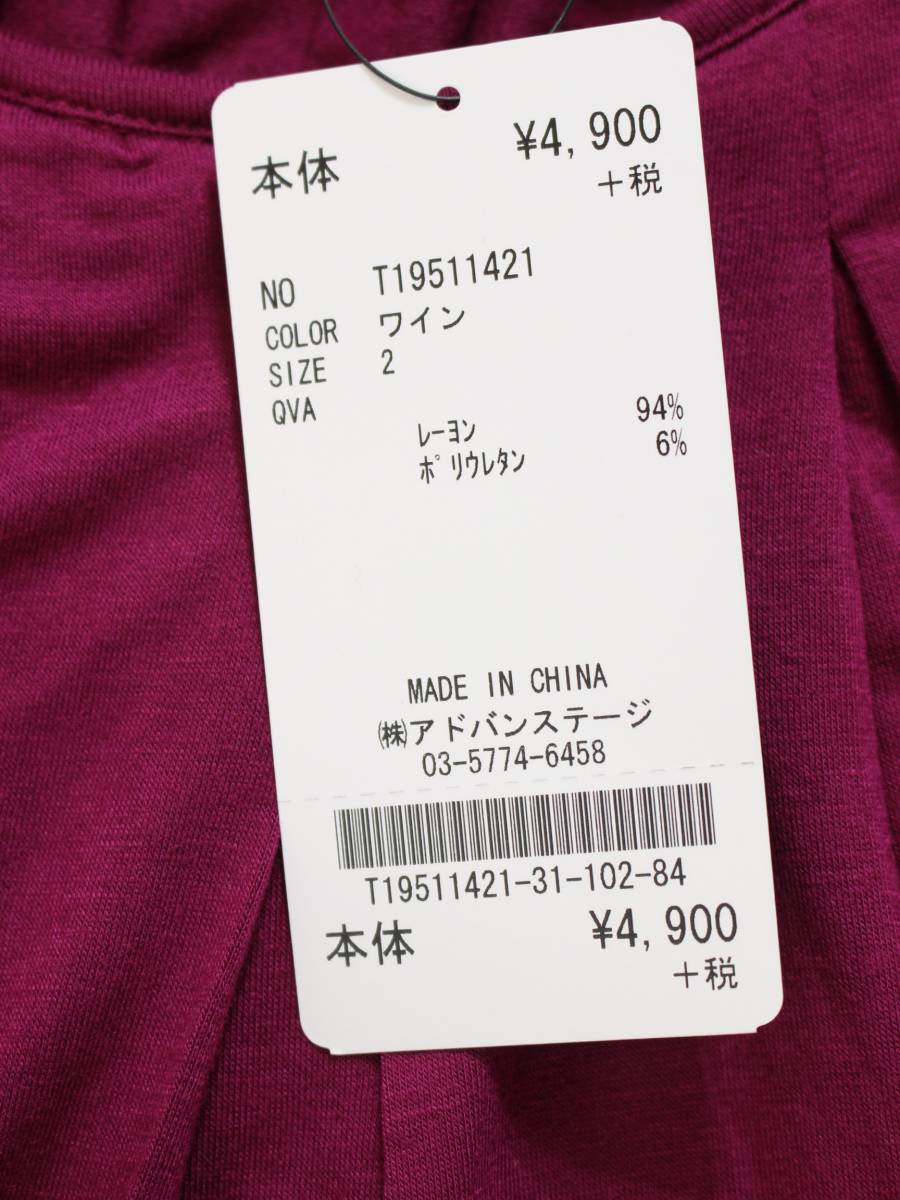 本体 ¥4,900
+税
NO T19511421
COLOR ワイン
SIZE 2
QVA
レーヨン 94%
ポリウレタン 6%
MADE IN CHINA
㈱アドバンステージ
03-5774-6458
T19511421-31-102-84
本体 ¥4,900
+税